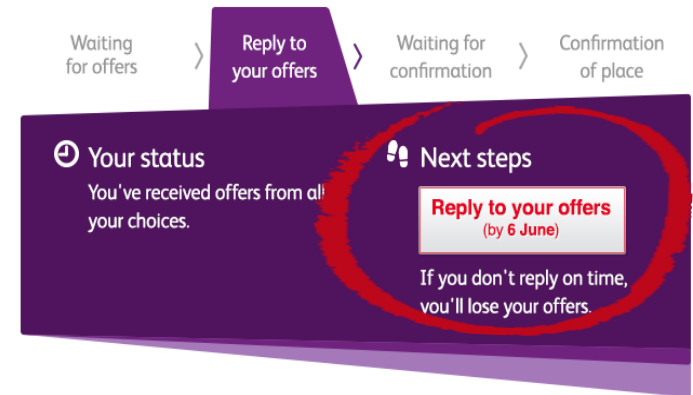 Waiting
for offers
Reply to
your offers
Waiting for
confirmation
Confirmation
of place
Your status
You've received offers from all
your choices.
Next steps
Reply to your offers
(by 6 June)
If you don't reply on time,
you'll lose your offers.